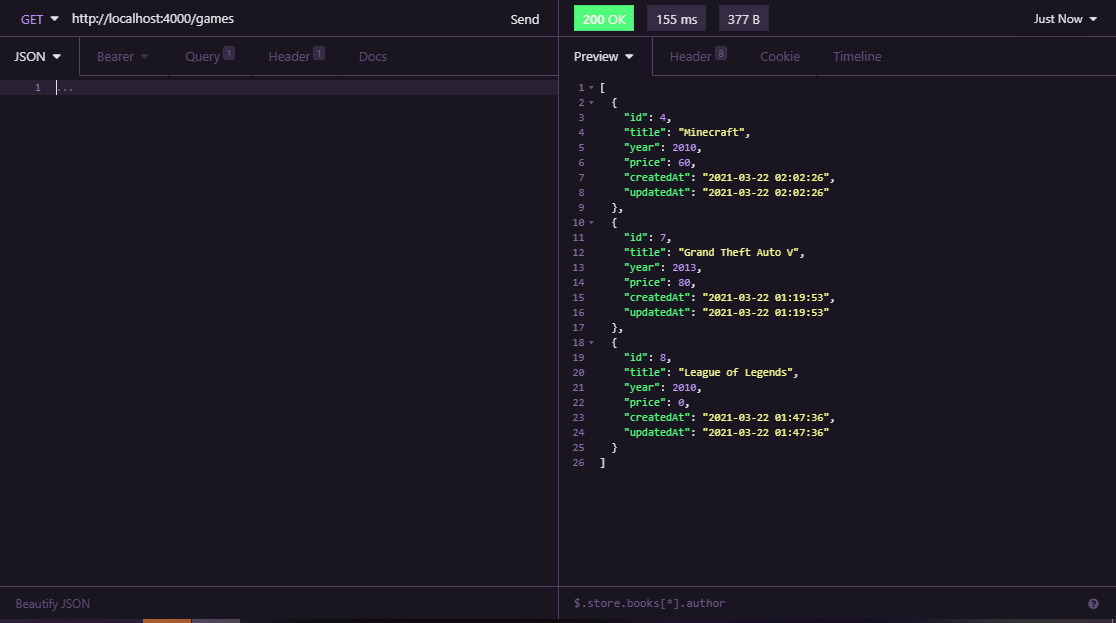 GET http://localhost:4000/games Send 200 OK 155 ms 377 B Just Now
JSON Bearer Query 1 Header 1 Docs Preview Header 8 Cookie Timeline
1 ...
1 [
2 {
3 "id": 4,
4 "title": "Minecraft",
5 "year": 2010,
6 "price": 60,
7 "createdAt": "2021-03-22 02:02:26",
8 "updatedAt": "2021-03-22 02:02:26"
9 },
10 {
11 "id": 7,
12 "title": "Grand Theft Auto V",
13 "year": 2013,
14 "price": 80,
15 "createdAt": "2021-03-22 01:19:53",
16 "updatedAt": "2021-03-22 01:19:53"
17 },
18 {
19 "id": 8,
20 "title": "League of Legends",
21 "year": 2010,
22 "price": 0,
23 "createdAt": "2021-03-22 01:47:36",
24 "updatedAt": "2021-03-22 01:47:36"
25 }
26 ]
Beautify JSON $.store.books[*].author ?